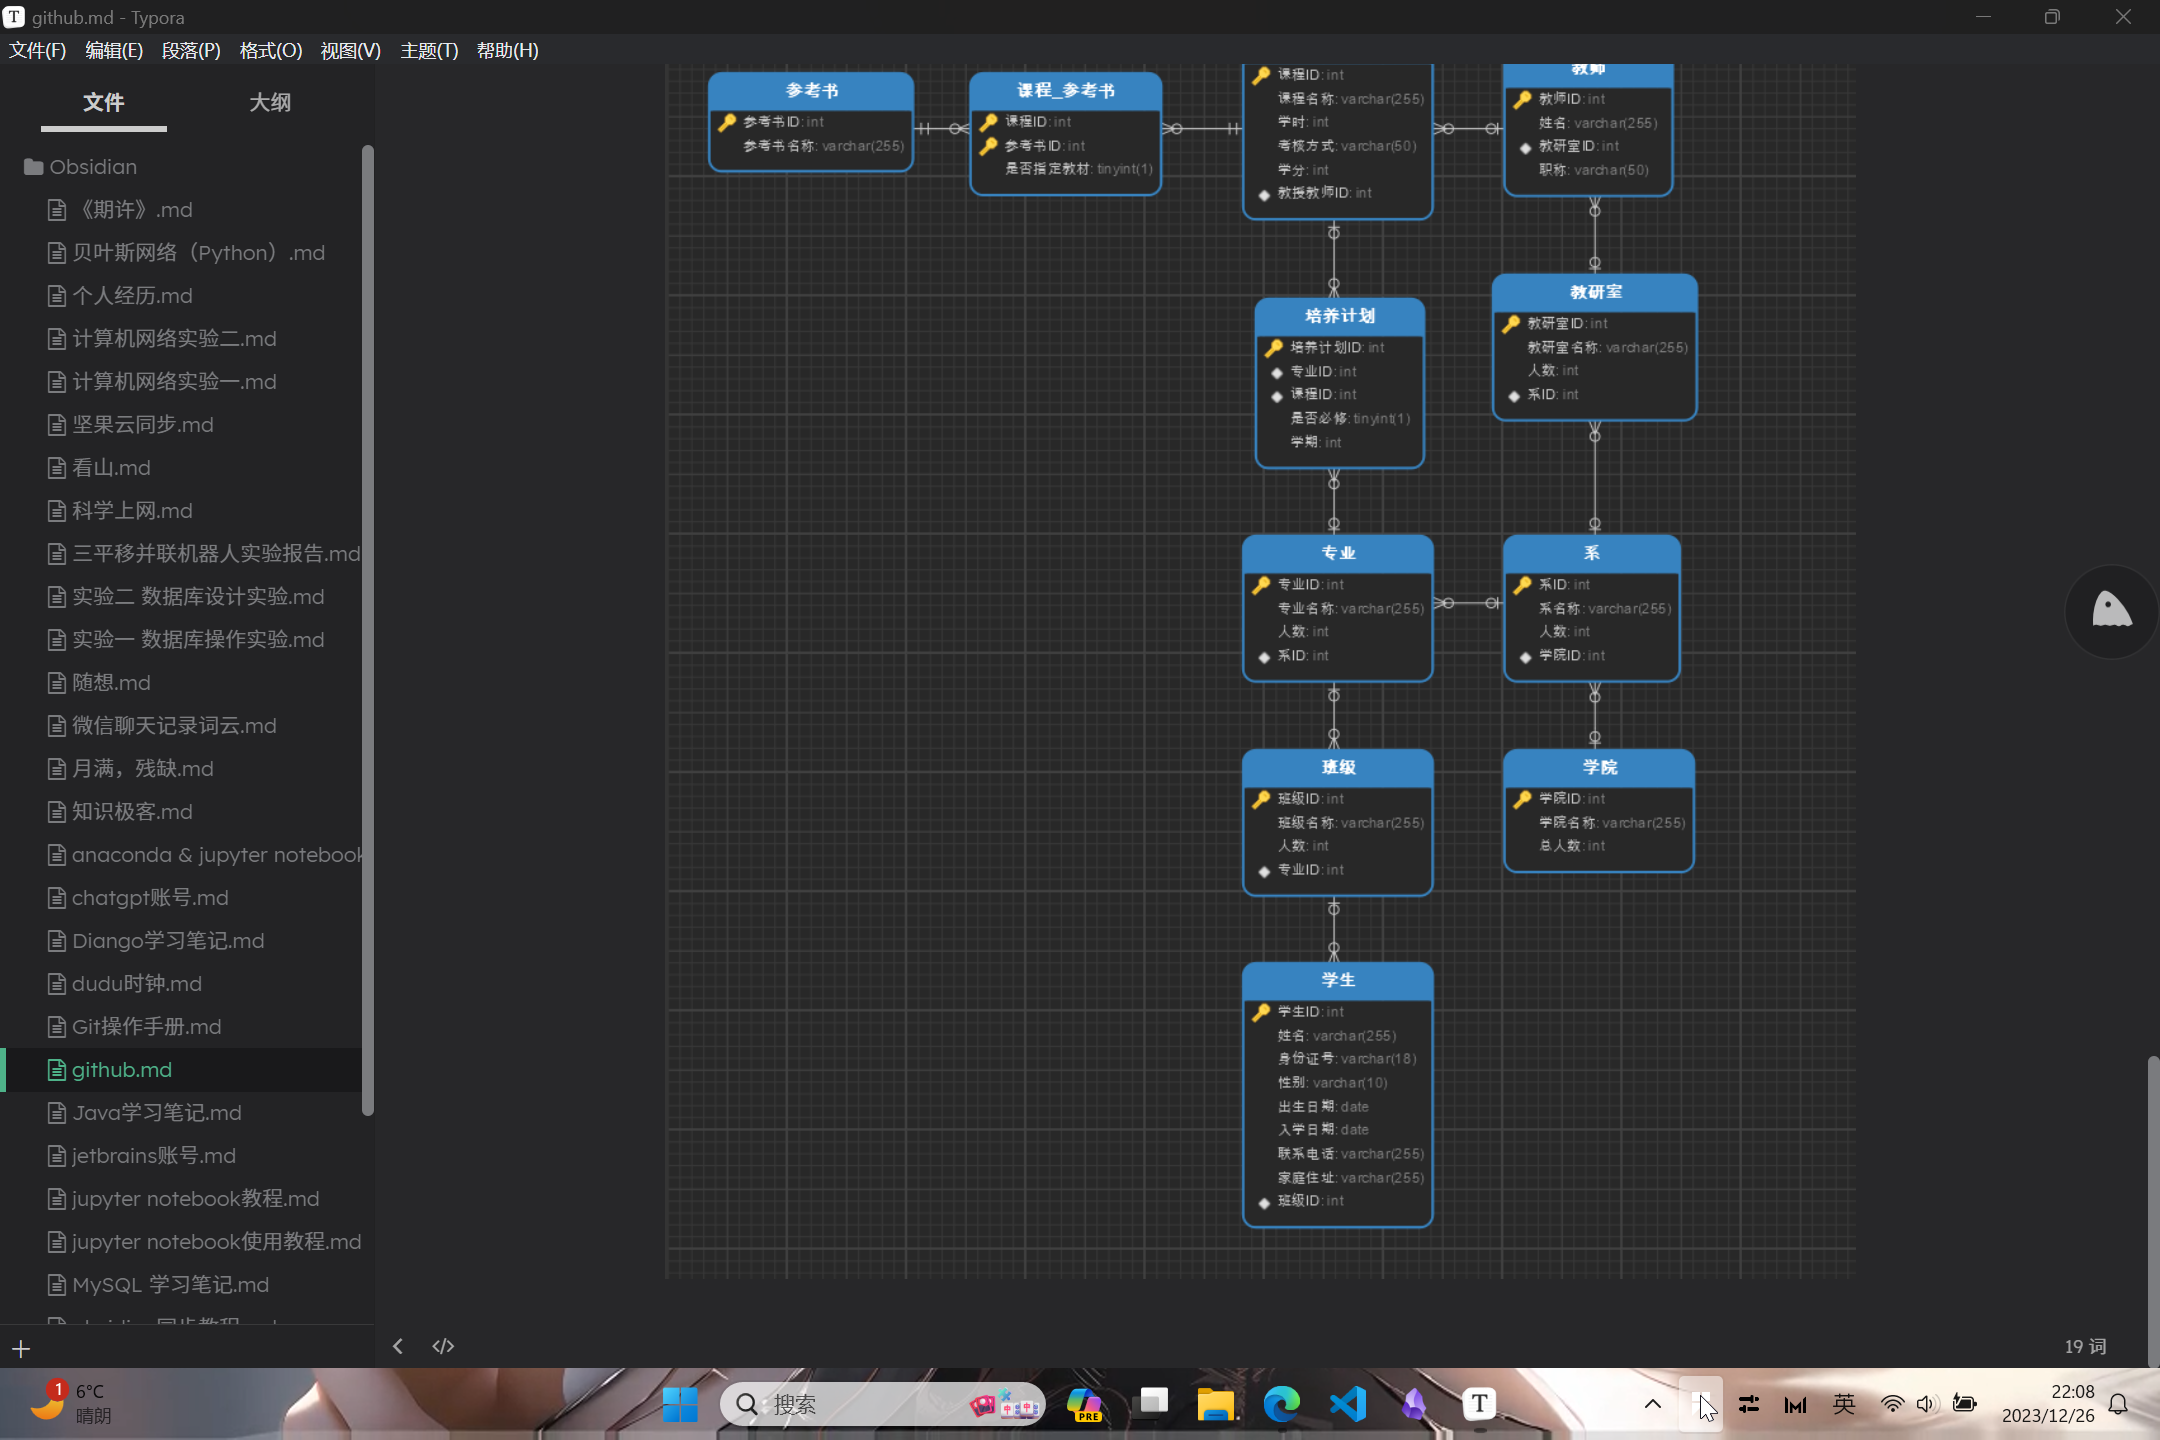 github.md - Typora
文件(F) 编辑(E) 段落(P) 格式(O) 视图(V) 主题(T) 帮助(H)
文件 大纲
Obsidian
《期许》.md
贝叶斯网络（Python）.md
个人经历.md
计算机网络实验二.md
计算机网络实验一.md
坚果云同步.md
看山.md
科学上网.md
三平移并联机器人实验报告.md
实验二 数据库设计实验.md
实验一 数据库操作实验.md
随想.md
微信聊天记录词云.md
月满，残缺.md
知识极客.md
anaconda & jupyter notebook
chatgpt账号.md
Diango学习笔记.md
dudu时钟.md
Git操作手册.md
github.md
Java学习笔记.md
jetbrains账号.md
jupyter notebook教程.md
jupyter notebook使用教程.md
MySQL 学习笔记.md
参考书
参考书ID: int
参考书名称: varchar(255)
课程_参考书
课程ID: int
参考书ID: int
是否指定教材: tinyint(1)
课程ID: int
课程名称: varchar(255)
学时: int
考核方式: varchar(50)
学分: int
教授教师ID: int
教师
教师ID: int
姓名: varchar(255)
教研室ID: int
职称: varchar(50)
培养计划
培养计划ID: int
专业ID: int
课程ID: int
是否必修: tinyint(1)
学期: int
教研室
教研室ID: int
教研室名称: varchar(255)
人数: int
系ID: int
专业
专业ID: int
专业名称: varchar(255)
人数: int
系ID: int
系
系ID: int
系名称: varchar(255)
人数: int
学院ID: int
班级
班级ID: int
班级名称: varchar(255)
人数: int
专业ID: int
学院
学院ID: int
学院名称: varchar(255)
总人数: int
学生
学生ID: int
姓名: varchar(255)
身份证号: varchar(18)
性别: varchar(10)
出生日期: date
入学日期: date
联系电话: varchar(255)
家庭住址: varchar(255)
班级ID: int
19 词
1
6°C
晴朗
搜索
PRE
T
英
22:08
2023/12/26